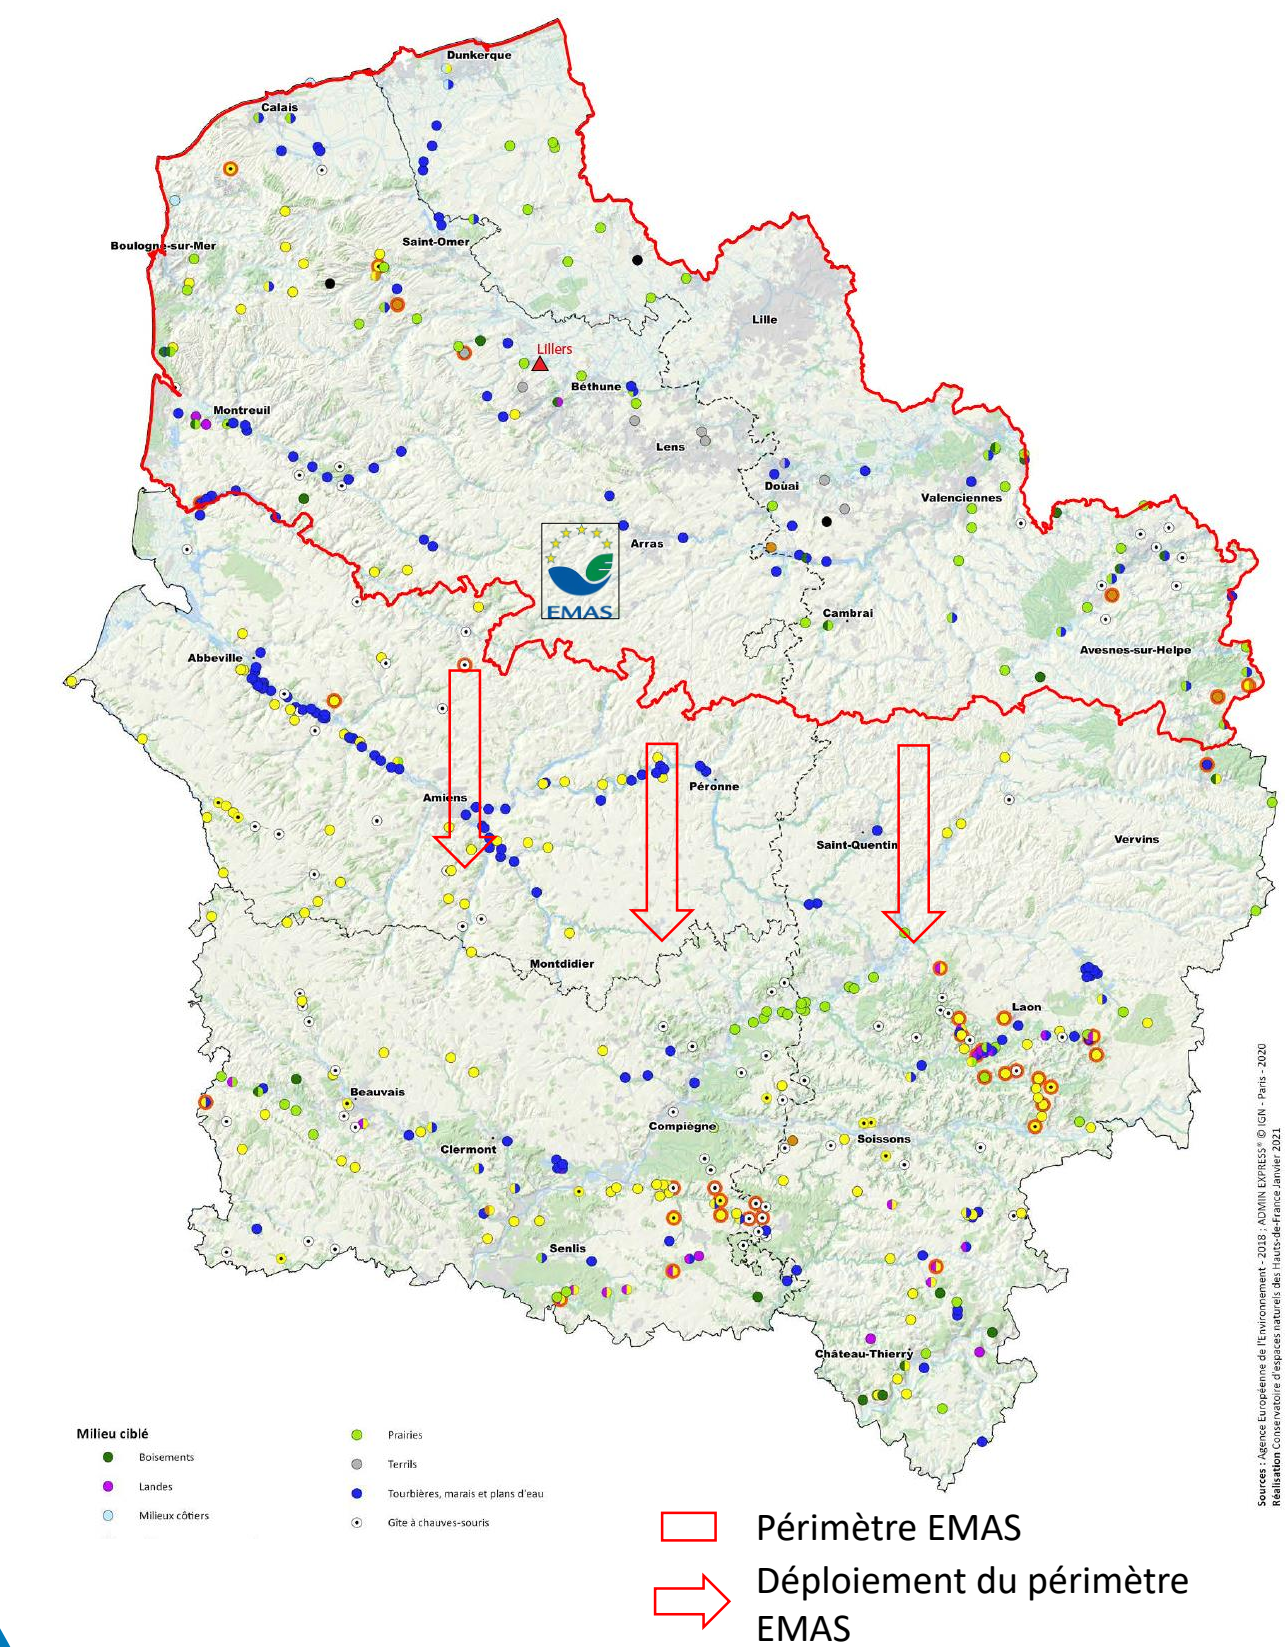 Dunkerque
Calais
Boulogne-sur-Mer
Saint-Omer
Lille
Lillers
Béthune
Montreuil
Lens
Douai
Valenciennes
Arras
EMAS
Cambrai
Avesnes-sur-Helpe
Abbeville
Amiens
Péronne
Saint-Quentin
Vervins
Montdidier
Laon
Beauvais
Compiègne
Soissons
Clermont
Senlis
Château-Thierry
Milieu ciblé
Boisements
Landes
Milieux côtiers
Prairies
Terrils
Tourbières, marais et plans d'eau
Gîte à chauves-souris
Périmètre EMAS
Déploiement du périmètre
EMAS
Sources : Agence Européenne de l'Environnement - 2018 ; ADMIN EXPRESS® © IGN - Paris - 2020
Réalisation Conservatoire d'espaces naturels des Hauts-de-France Janvier 2021